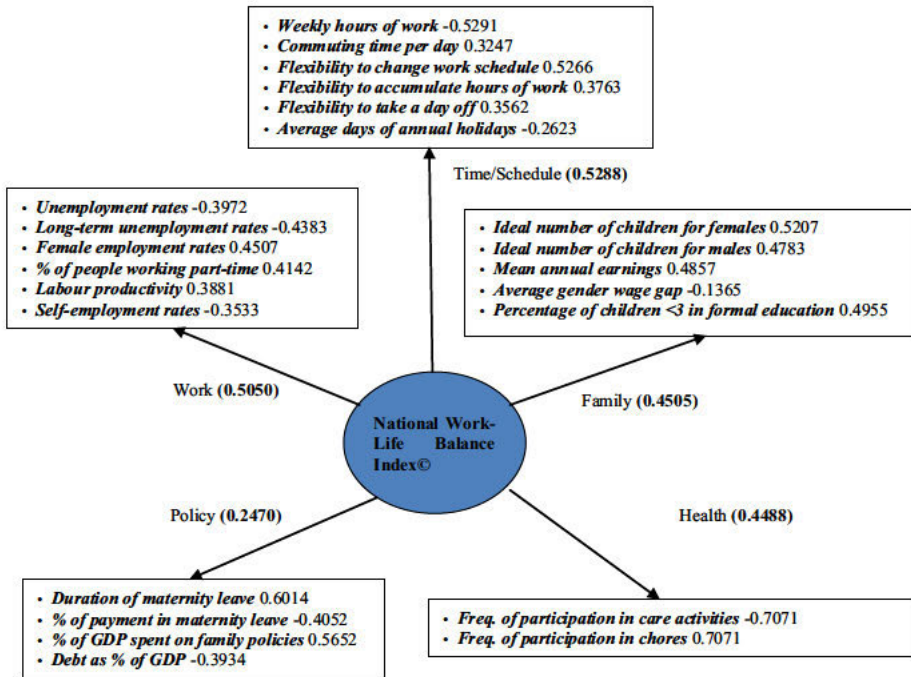 • Weekly hours of work -0.5291
• Commuting time per day 0.3247
• Flexibility to change work schedule 0.5266
• Flexibility to accumulate hours of work 0.3763
• Flexibility to take a day off 0.3562
• Average days of annual holidays -0.2623
Time/Schedule (0.5288)
• Unemployment rates -0.3972
• Long-term unemployment rates -0.4383
• Female employment rates 0.4507
• % of people working part-time 0.4142
• Labour productivity 0.3881
• Self-employment rates -0.3533
• Ideal number of children for females 0.5207
• Ideal number of children for males 0.4783
• Mean annual earnings 0.4857
• Average gender wage gap -0.1365
• Percentage of children <3 in formal education 0.4955
Work (0.5050)
Family (0.4505)
National Work-
Life Balance
Index©
Policy (0.2470)
Health (0.4488)
• Duration of maternity leave 0.6014
• % of payment in maternity leave -0.4052
• % of GDP spent on family policies 0.5652
• Debt as % of GDP -0.3934
• Freq. of participation in care activities -0.7071
• Freq. of participation in chores 0.7071